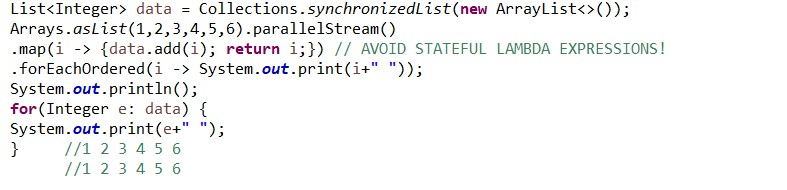 List<Integer> data = Collections.synchronizedList(new ArrayList<>());
Arrays.asList(1,2,3,4,5,6).parallelStream()
.map(i -> {data.add(i); return i;}) // AVOID STATEFUL LAMBDA EXPRESSIONS!
.forEachOrdered(i -> System.out.print(i+" "));
System.out.println();
for(Integer e: data) {
System.out.print(e+" ");
}     //1 2 3 4 5 6
      //1 2 3 4 5 6